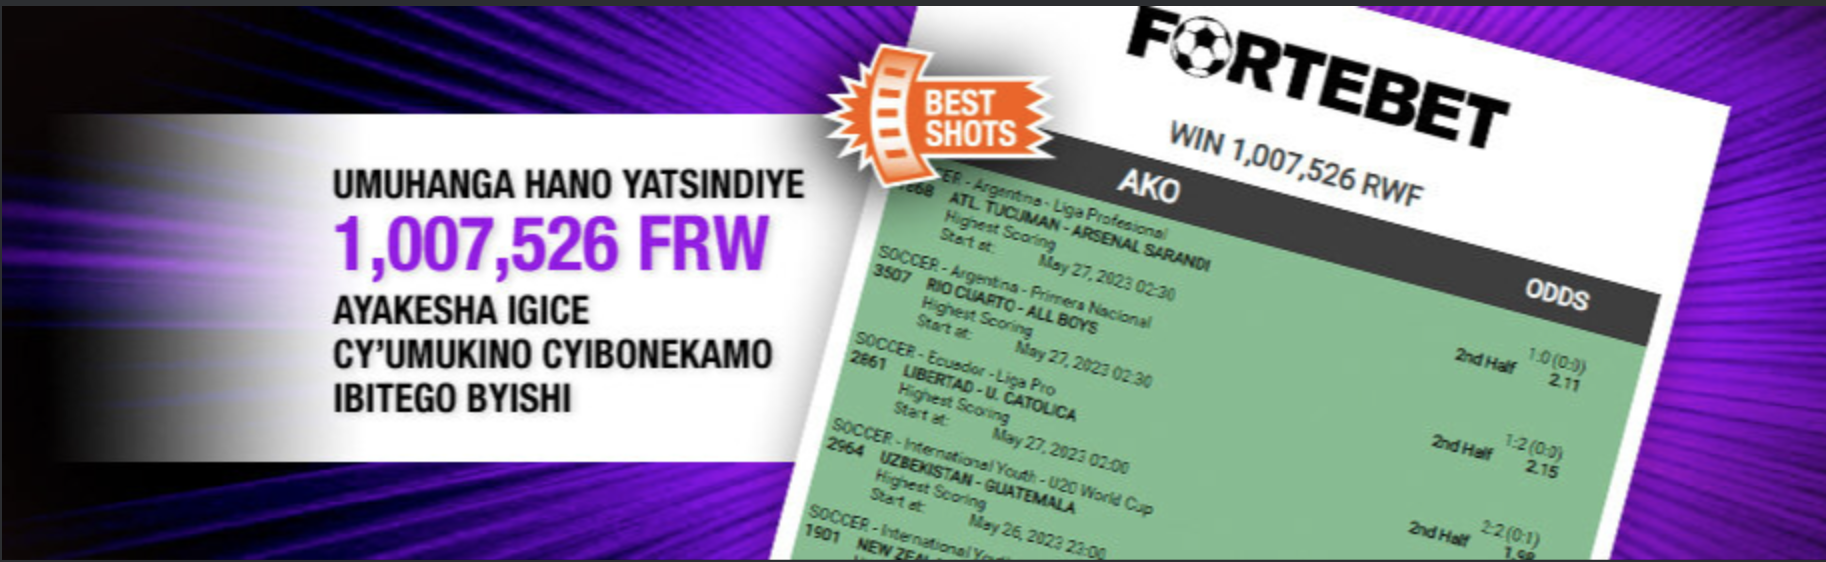 UMUHANGA HANO YATSINDIYE
1,007,526 FRW
AYAKESHA IGICE
CY'UMUKINO CYIBONEKAMO
IBITEGO BYISHI
BEST
SHOTS
FORTEBET
WIN 1,007,526 RWF
AKO
ODDS
Argentina - Liga Profesional
ATL. TUCUMAN - ARSENAL SARANDI
Highest Scoring
Start at: May 27, 2023 02:30
2nd Half 1:0 (0:0)
2.11
SOCCER - Argentina - Primera Nacional
3507 RIO CUARTO - ALL BOYS
Highest Scoring
Start at: May 27, 2023 02:30
2nd Half 1:2 (0:0)
2.15
SOCCER - Ecuador - Liga Pro
2861 LIBERTAD - U. CATOLICA
Highest Scoring
Start at: May 27, 2023 02:00
2nd Half 2:2 (0:1)
1.98
SOCCER - International Youth - U20 World Cup
2964 UZBEKISTAN - GUATEMALA
Highest Scoring
Start at: May 26, 2023 23:00
SOCCER - International
1901 NEW